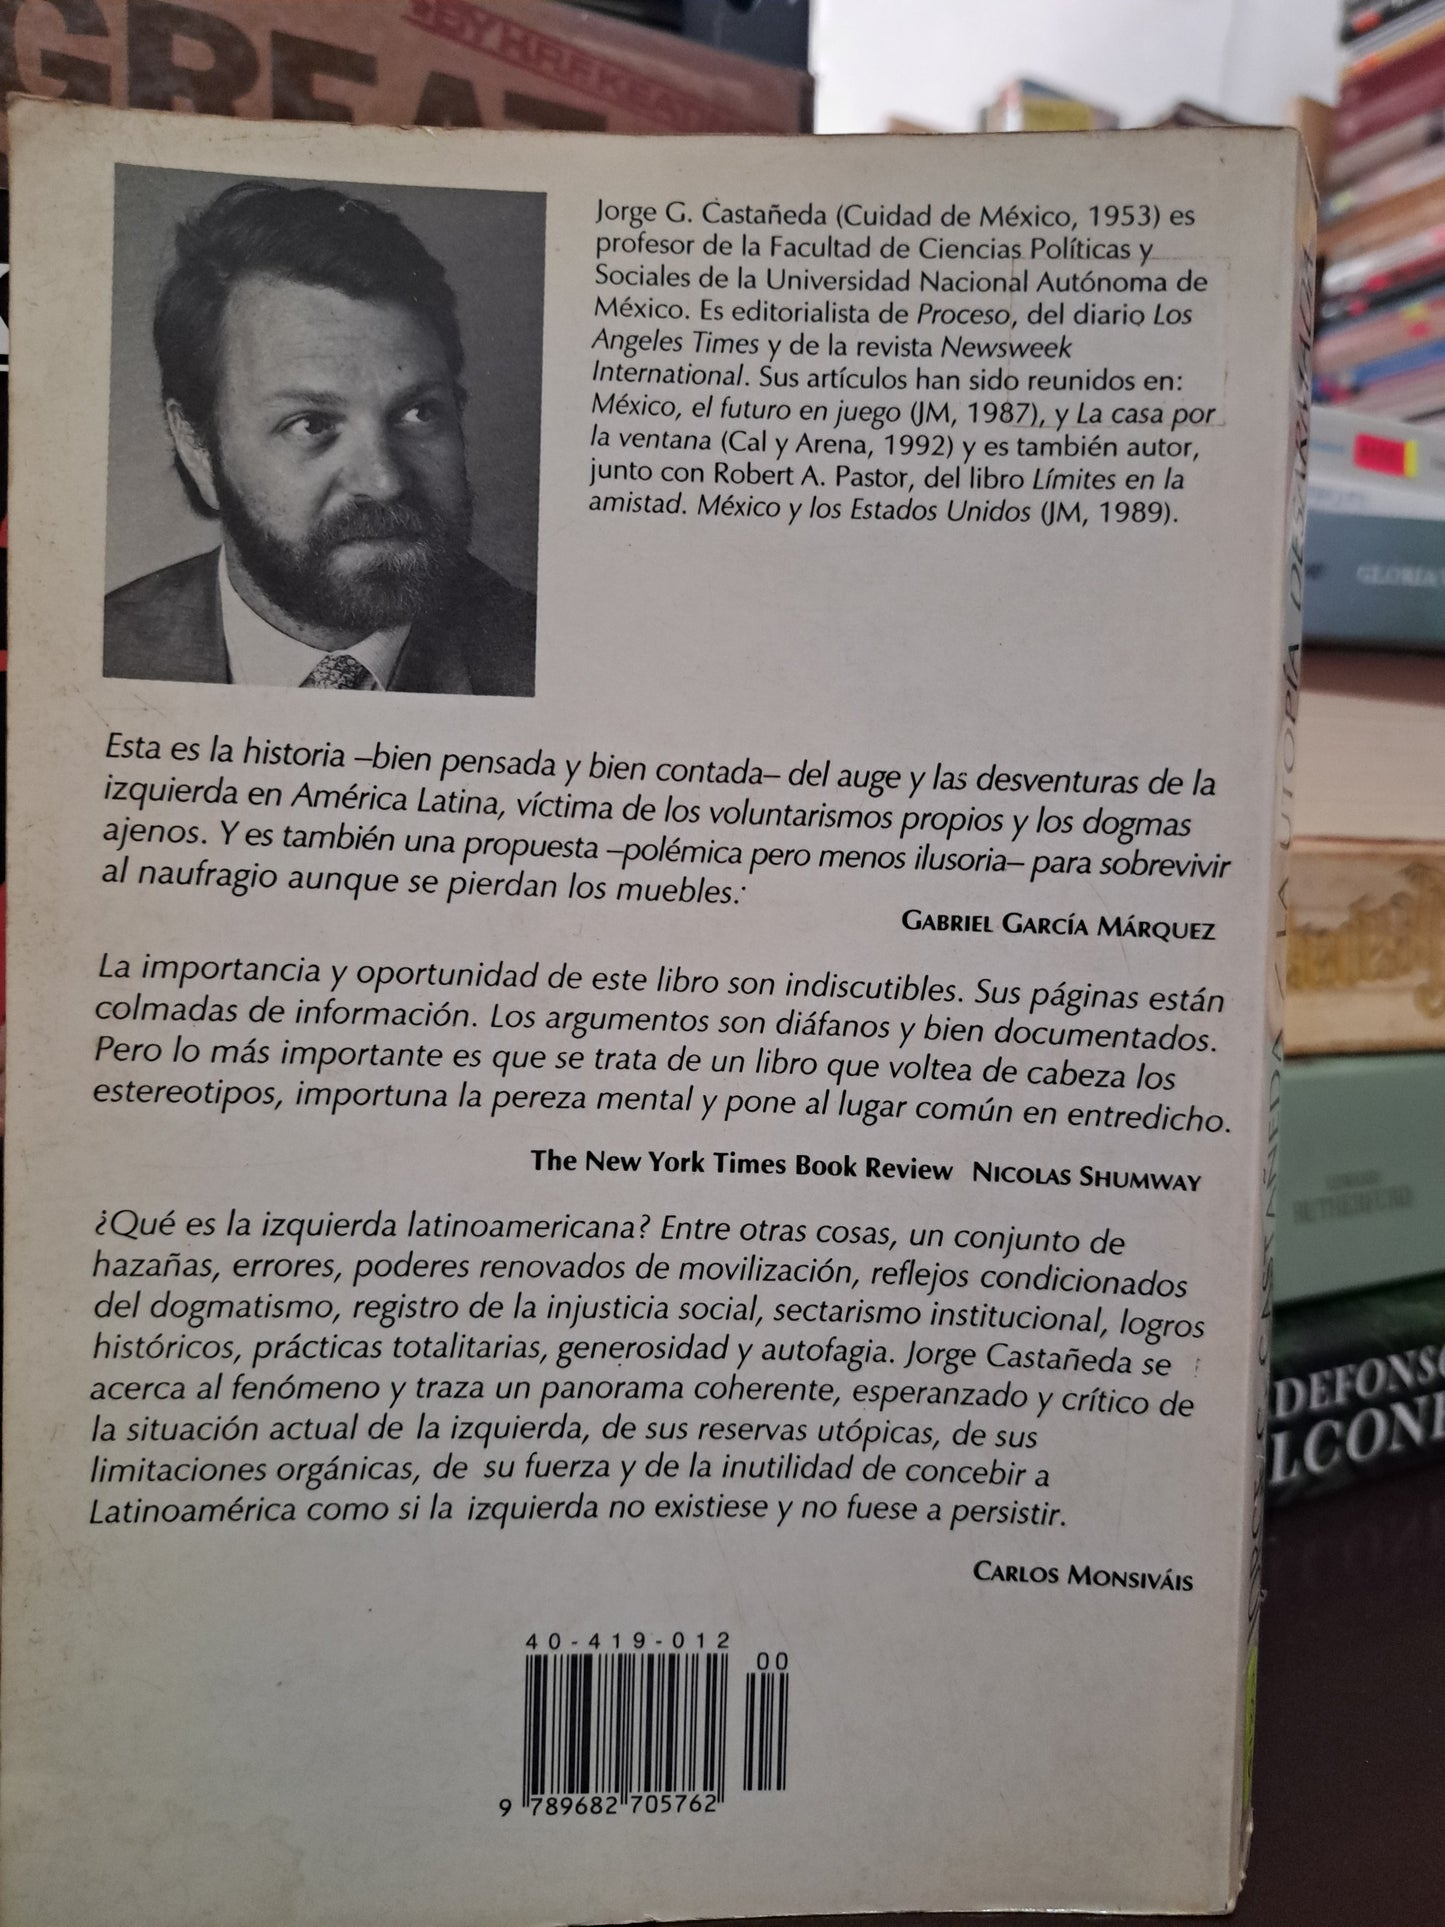 GREAT
Jorge G. Castañeda (Cuidad de México, 1953) es
profesor de la Facultad de Ciencias Políticas y
Sociales de la Universidad Nacional Autónoma de
México. Es editorialista de Proceso, del diario Los
Angeles Times y de la revista Newsweek
International. Sus artículos han sido reunidos en:
México, el futuro en juego (JM, 1987), y La casa por
la ventana (Cal y Arena, 1992) y es también autor,
junto con Robert A. Pastor, del libro Límites en la
amistad. México y los Estados Unidos (JM, 1989).
Esta es la historia –bien pensada y bien contada– del auge y las desventuras de la
izquierda en América Latina, víctima de los voluntarismos propios y los dogmas
ajenos. Y es también una propuesta –polémica pero menos ilusoria– para sobrevivir
al naufragio aunque se pierdan los muebles.
GABRIEL GARCÍA MÁRQUEZ
La importancia y oportunidad de este libro son indiscutibles. Sus páginas están
colmadas de información. Los argumentos son diáfanos y bien documentados.
Pero lo más importante es que se trata de un libro que voltea de cabeza los
estereotipos, importuna la pereza mental y pone al lugar común en entredicho.
The New York Times Book Review NICOLAS SHUMWAY
¿Qué es la izquierda latinoamericana? Entre otras cosas, un conjunto de
hazañas, errores, poderes renovados de movilización, reflejos condicionados
del dogmatismo, registro de la injusticia social, sectarismo institucional, logros
históricos, prácticas totalitarias, generosidad y autofagia. Jorge Castañeda se
acerca al fenómeno y traza un panorama coherente, esperanzado y crítico de
la situación actual de la izquierda, de sus reservas utópicas, de sus
limitaciones orgánicas, de su fuerza y de la inutilidad de concebir a
Latinoamérica como si la izquierda no existiese y no fuese a persistir.
CARLOS MONSIVÁIS
40-419-012
00
9 789682 705762
LA UTOPÍA DESARMADA
GLORIA
DEFONSO
LCONE